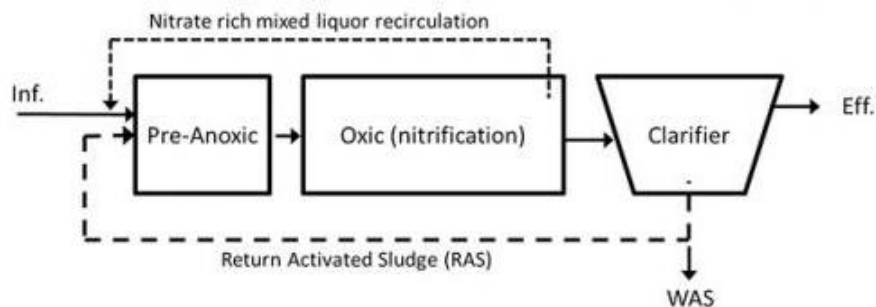 Nitrate rich mixed liquor recirculation
Inf.
Pre-Anoxic
Oxic (nitrification)
Clarifier
Eff.
Return Activated Sludge (RAS)
WAS